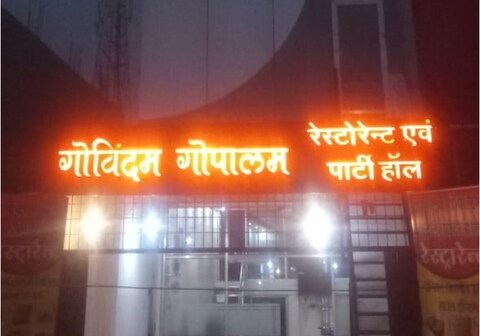 गोविंदम गोपालम
रेस्टोरेन्ट एवं
पार्टी हॉल